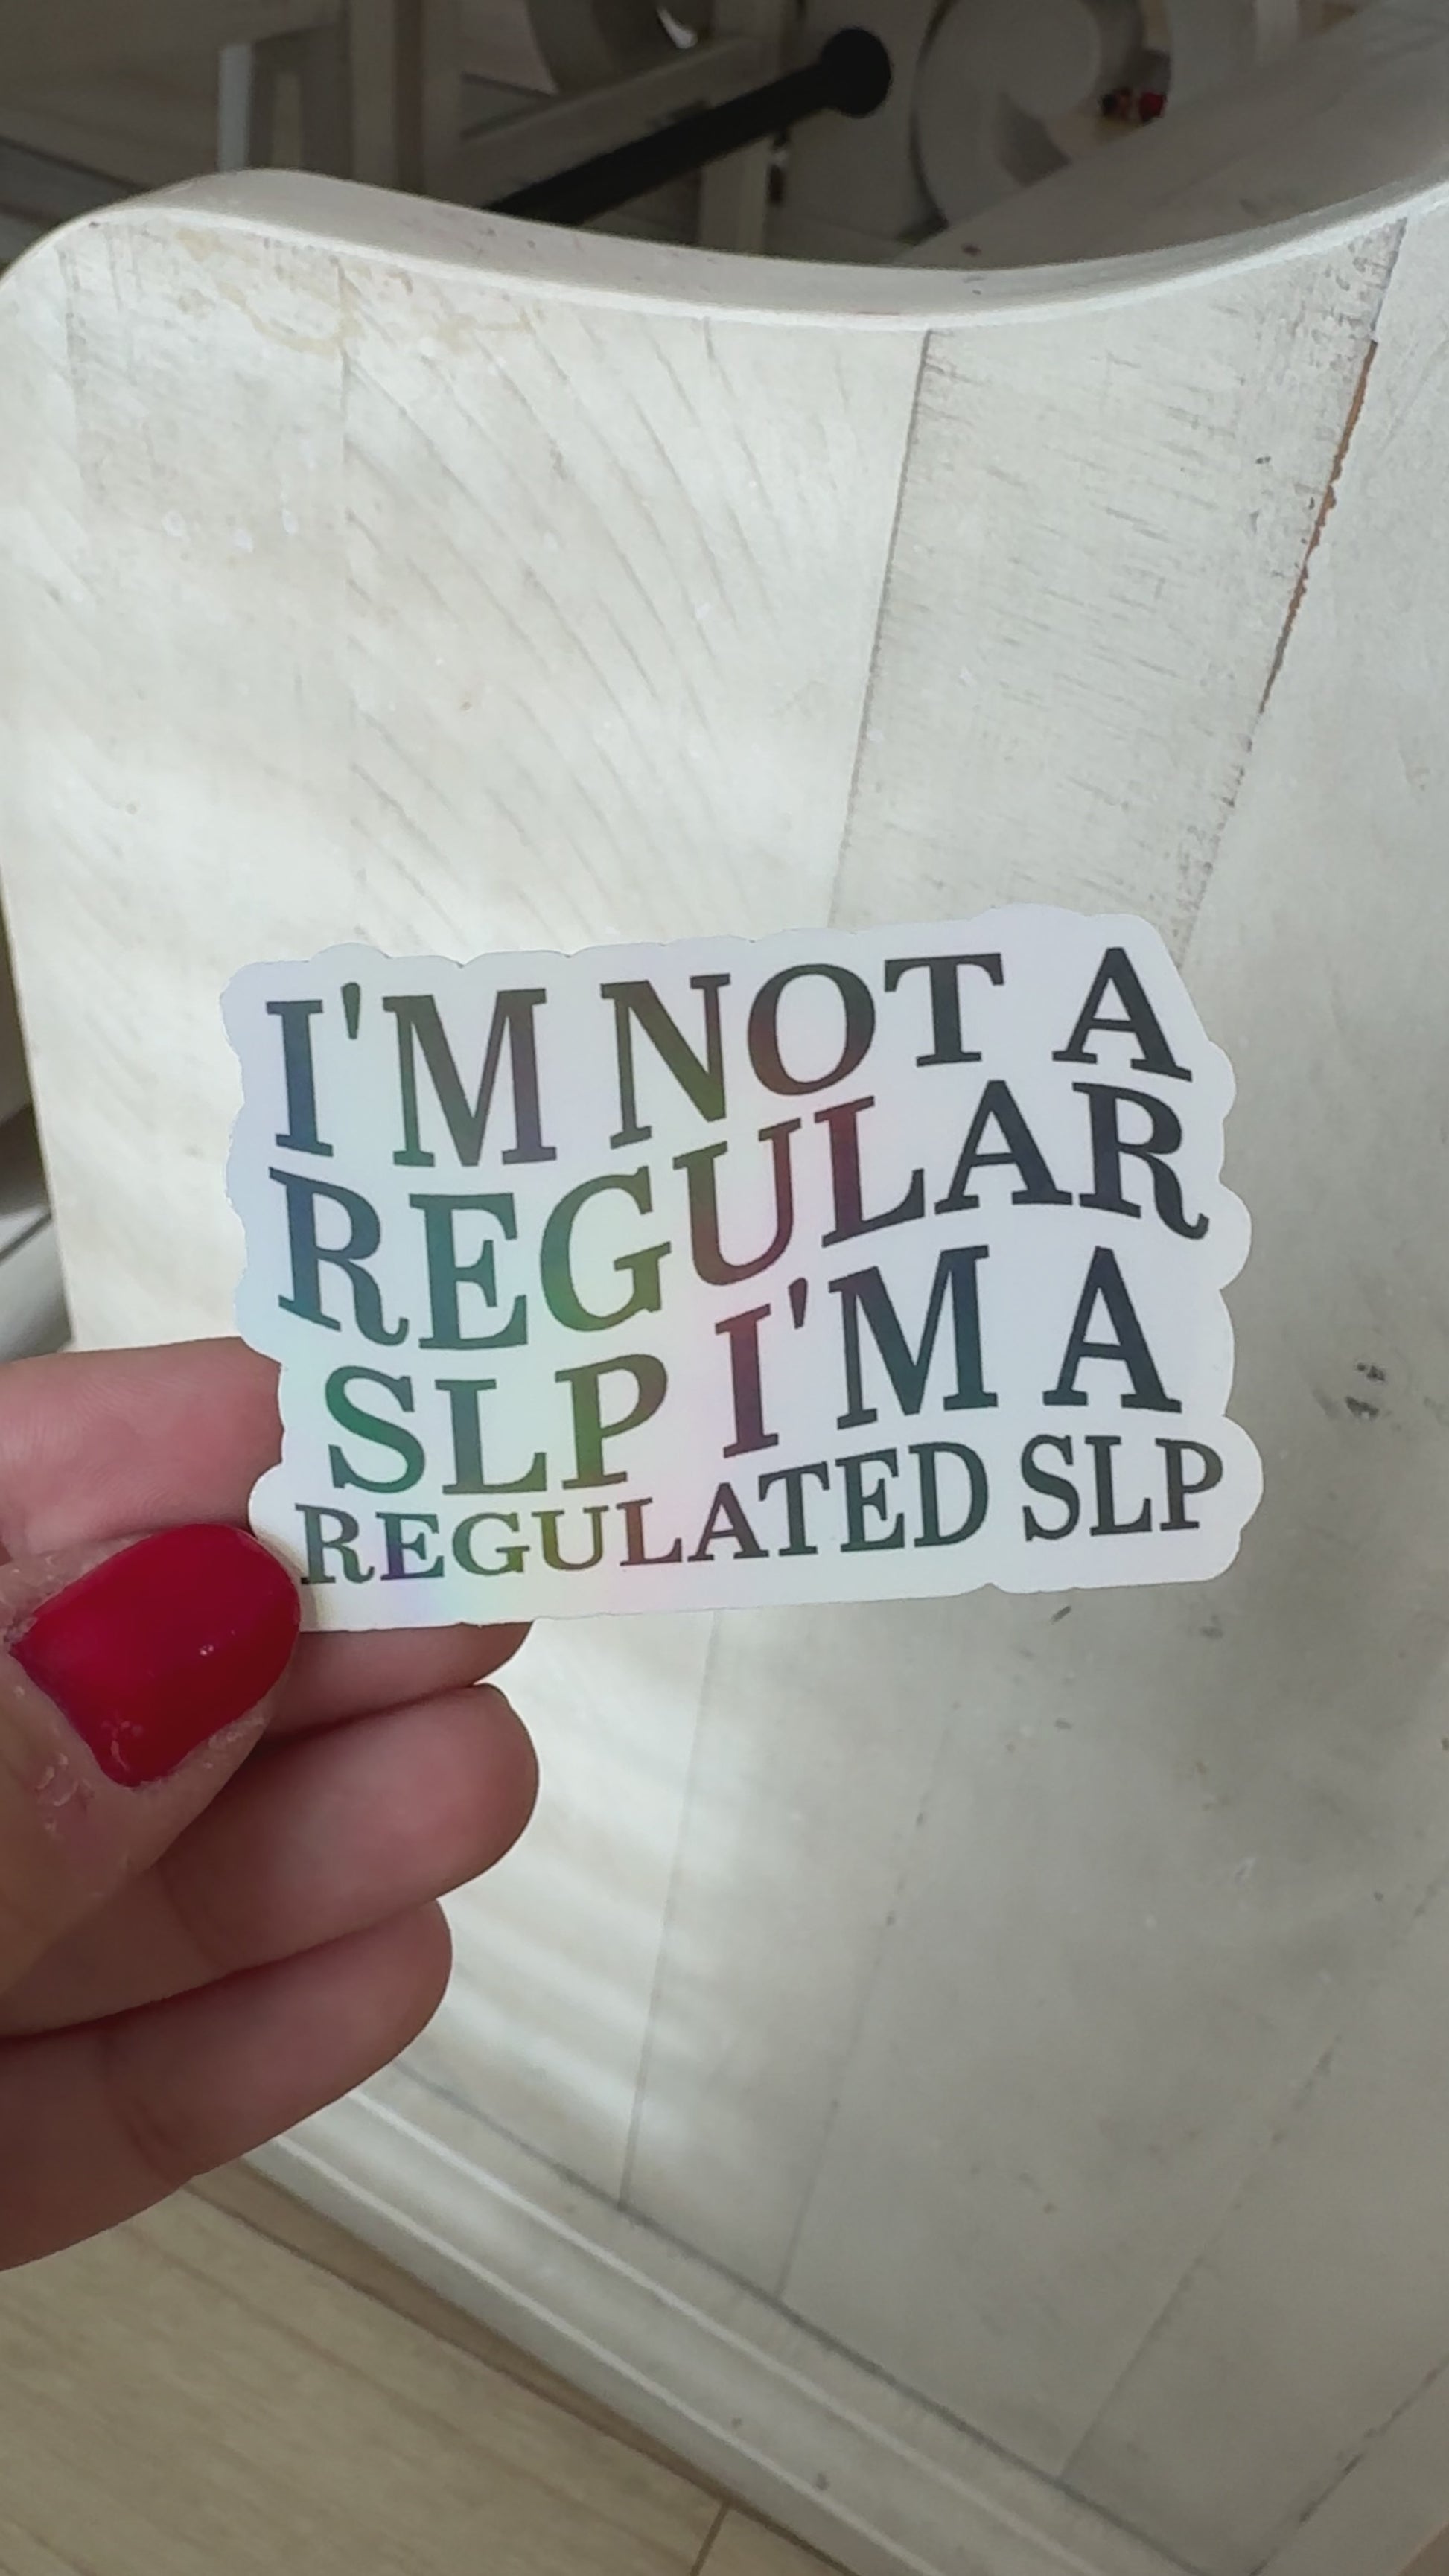 I'M NOT A
REGULAR
SLP I'M A
REGULATED SLP